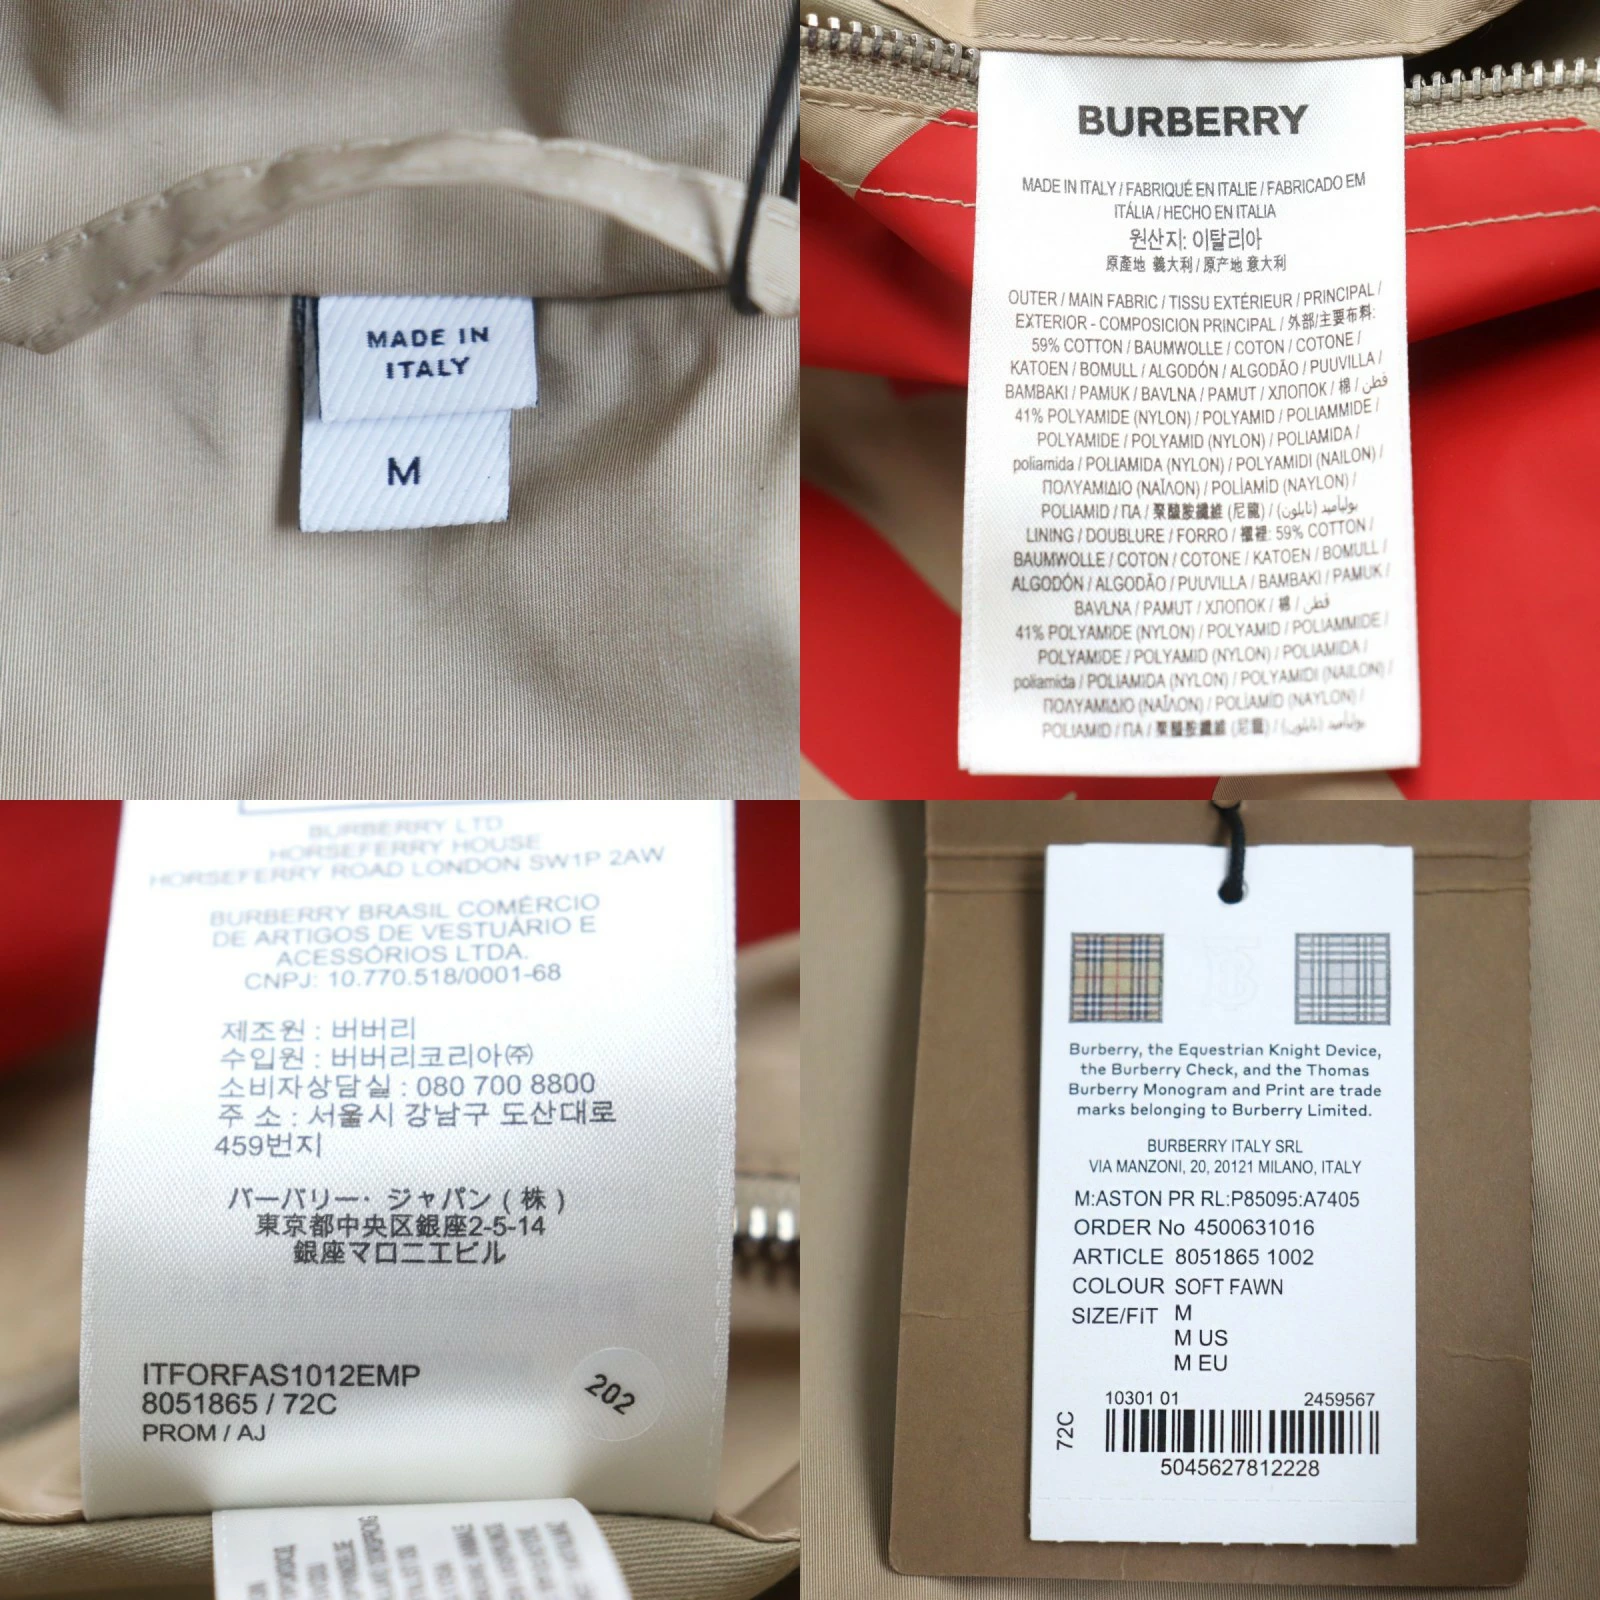 MADE IN
ITALY
M
BURBERRY
MADE IN ITALY / FABRIQUÉ EN ITALIE / FABRICADO EM
ITÁLIA / HECHO EN ITALIA
원산지: 이탈리아
原產地 義大利 / 原产地 意大利
OUTER / MAIN FABRIC / TISSU EXTÉRIEUR / PRINCIPAL /
EXTERIOR - COMPOSICION PRINCIPAL / 外部/主要布料:
59% COTTON / BAUMWOLLE / COTON / COTONE /
KATOEN / BOMULL / ALGODÓN / ALGODÃO / PUUVILLA /
BAMBAKI / PAMUK / BAVLNA / PAMUT / ХЛОПОК / 棉 / قطن
41% POLYAMIDE (NYLON) / POLYAMID / POLIAMMIDE /
POLYAMIDE / POLYAMID (NYLON) / POLIAMIDA /
poliamida / POLIAMIDA (NYLON) / POLYAMIDI (NAILON) /
ΠΟΛΥΑΜΙΔΙΟ (ΝΑΪΛΟΝ) / POLİAMİD (NAYLON) /
POLIAMID / ПА / 聚醯胺纖維 (尼龍) / بوليأميد (نايلون)
LINING / DOUBLURE / FORRO / 襯裡: 59% COTTON /
BAUMWOLLE / COTON / COTONE / KATOEN / BOMULL /
ALGODÓN / ALGODÃO / PUUVILLA / BAMBAKI / PAMUK /
BAVLNA / PAMUT / ХЛОПОК / 棉 / قطن
41% POLYAMIDE (NYLON) / POLYAMID / POLIAMMIDE /
POLYAMIDE / POLYAMID (NYLON) / POLIAMIDA /
poliamida / POLIAMIDA (NYLON) / POLYAMIDI (NAILON) /
ΠΟΛΥΑΜΙΔΙΟ (ΝΑΪΛΟΝ) / POLİAMİD (NAYLON) /
POLIAMID / ПА / 聚醯胺纖維 (尼龍) / بوليأميد (نايلون)
BURBERRY LTD
HORSEFERRY HOUSE
HORSEFERRY ROAD LONDON SW1P 2AW
BURBERRY BRASIL COMÉRCIO
DE ARTIGOS DE VESTUÁRIO E
ACESSÓRIOS LTDA.
CNPJ: 10.770.518/0001-68
제조원 : 버버리
수입원 : 버버리코리아㈜
소비자상담실 : 080 700 8800
주 소 : 서울시 강남구 도산대로
459번지
バーバリー・ジャパン ( 株 )
東京都中央区銀座2-5-14
銀座マロニエビル
ITFORFAS1012EMP
8051865 / 72C
PROM / AJ
202
Burberry, the Equestrian Knight Device,
the Burberry Check, and the Thomas
Burberry Monogram and Print are trade
marks belonging to Burberry Limited.
BURBERRY ITALY SRL
VIA MANZONI, 20, 20121 MILANO, ITALY
M:ASTON PR RL:P85095:A7405
ORDER No 4500631016
ARTICLE 8051865 1002
COLOUR SOFT FAWN
SIZE/FiT M
M US
M EU
10301 01 2459567
72C
5045627812228